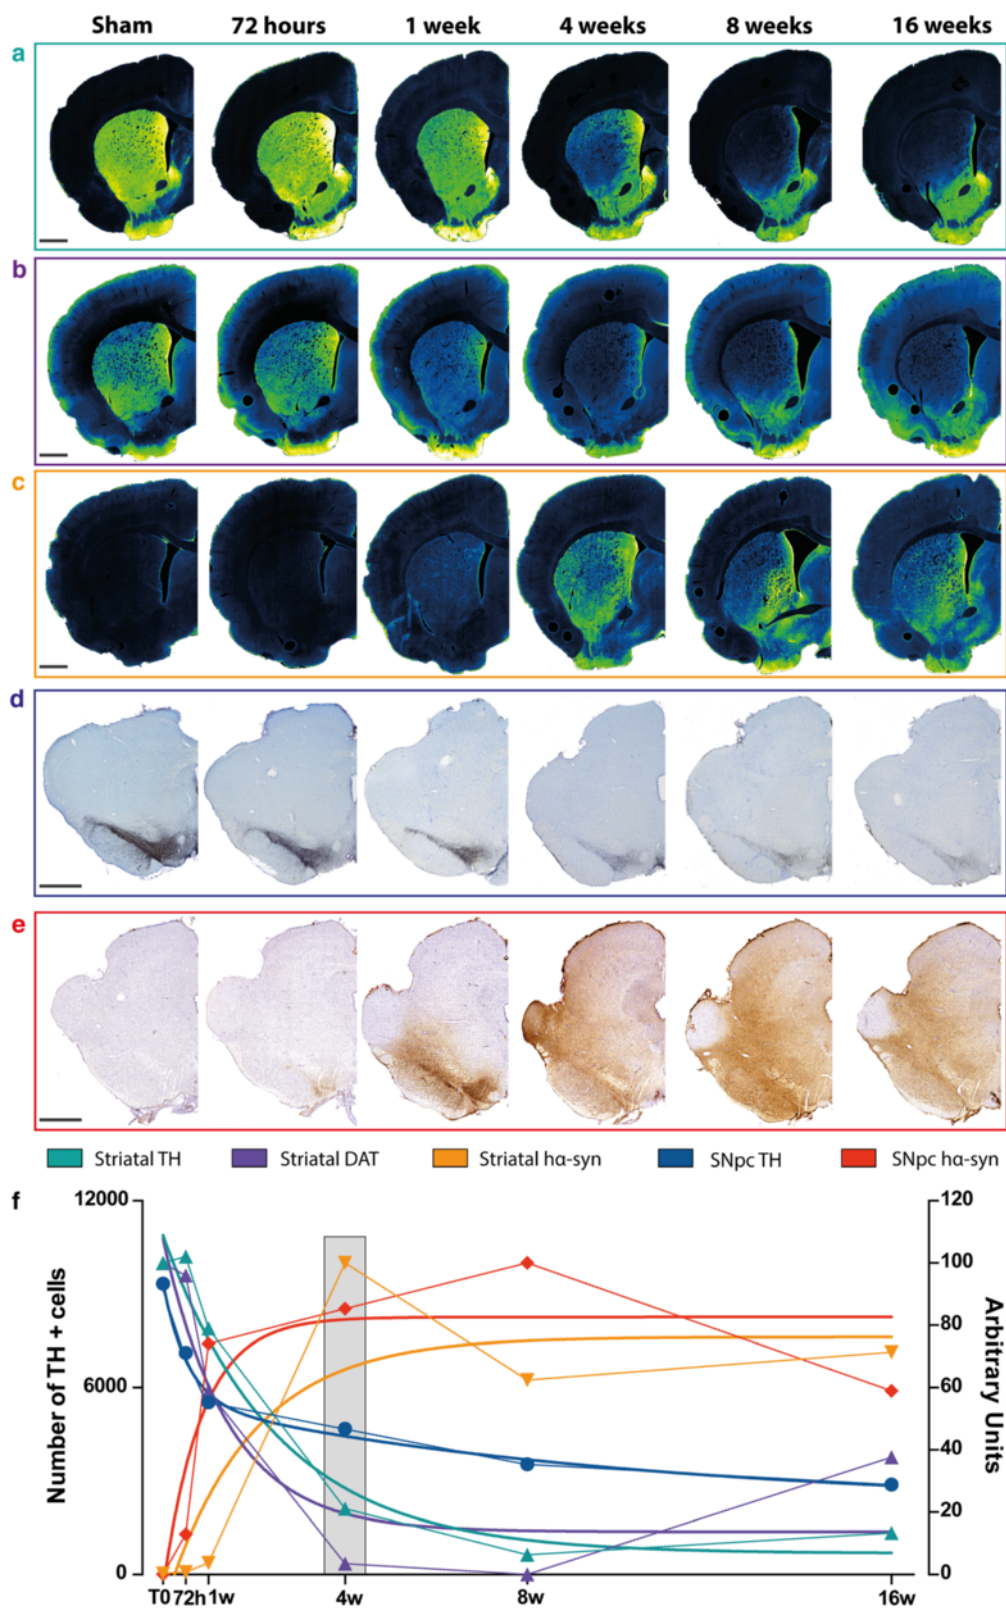 Sham 72 hours 1 week 4 weeks 8 weeks 16 weeks
a
b
c
d
e
Striatal TH Striatal DAT Striatal hα-syn SNpc TH SNpc hα-syn
f
12000 120
100
80
6000 60
40
20
0 0
Number of TH + cells
Arbitrary Units
T0 72h 1w 4w 8w 16w